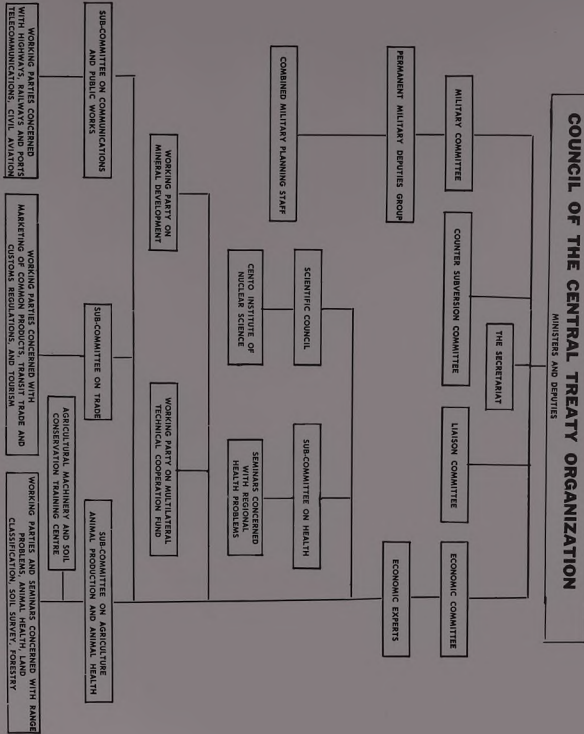 COUNCIL OF THE CENTRAL TREATY ORGANIZATION
MINISTERS AND DEPUTIES
THE SECRETARIAT
MILITARY COMMITTEE
COUNTER SUBVERSION COMMITTEE
LIAISON COMMITTEE
ECONOMIC COMMITTEE
PERMANENT MILITARY DEPUTIES GROUP
ECONOMIC EXPERTS
COMBINED MILITARY PLANNING STAFF
SCIENTIFIC COUNCIL
SUB-COMMITTEE ON HEALTH
CENTO INSTITUTE OF
NUCLEAR SCIENCE
SEMINARS CONCERNED
WITH REGIONAL
HEALTH PROBLEMS
WORKING PARTY ON
MINERAL DEVELOPMENT
WORKING PARTY ON MULTILATERAL
TECHNICAL COOPERATION FUND
SUB-COMMITTEE ON COMMUNICATIONS
AND PUBLIC WORKS
SUB-COMMITTEE ON TRADE
SUB-COMMITTEE ON AGRICULTURE
ANIMAL PRODUCTION AND ANIMAL HEALTH
AGRICULTURAL MACHINERY AND SOIL
CONSERVATION TRAINING CENTRE
WORKING PARTIES CONCERNED
WITH HIGHWAYS, RAILWAYS AND PORTS
TELECOMMUNICATIONS, CIVIL AVIATION
WORKING PARTIES CONCERNED WITH
MARKETING OF COMMON PRODUCTS, TRANSIT TRADE AND
CUSTOMS REGULATIONS, AND TOURISM
WORKING PARTIES AND SEMINARS CONCERNED WITH RANGE
PROBLEMS, ANIMAL HEALTH, LAND
CLASSIFICATION, SOIL SURVEY, FORESTRY